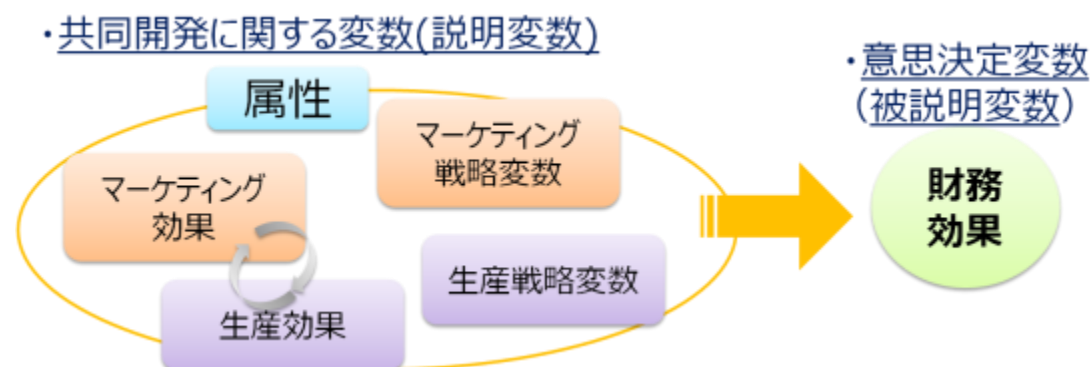 ・共同開発に関する変数(説明変数)
・意思決定変数
（被説明変数）
属性
マーケティング
戦略変数
マーケティング
効果
財務
効果
生産戦略変数
生産効果